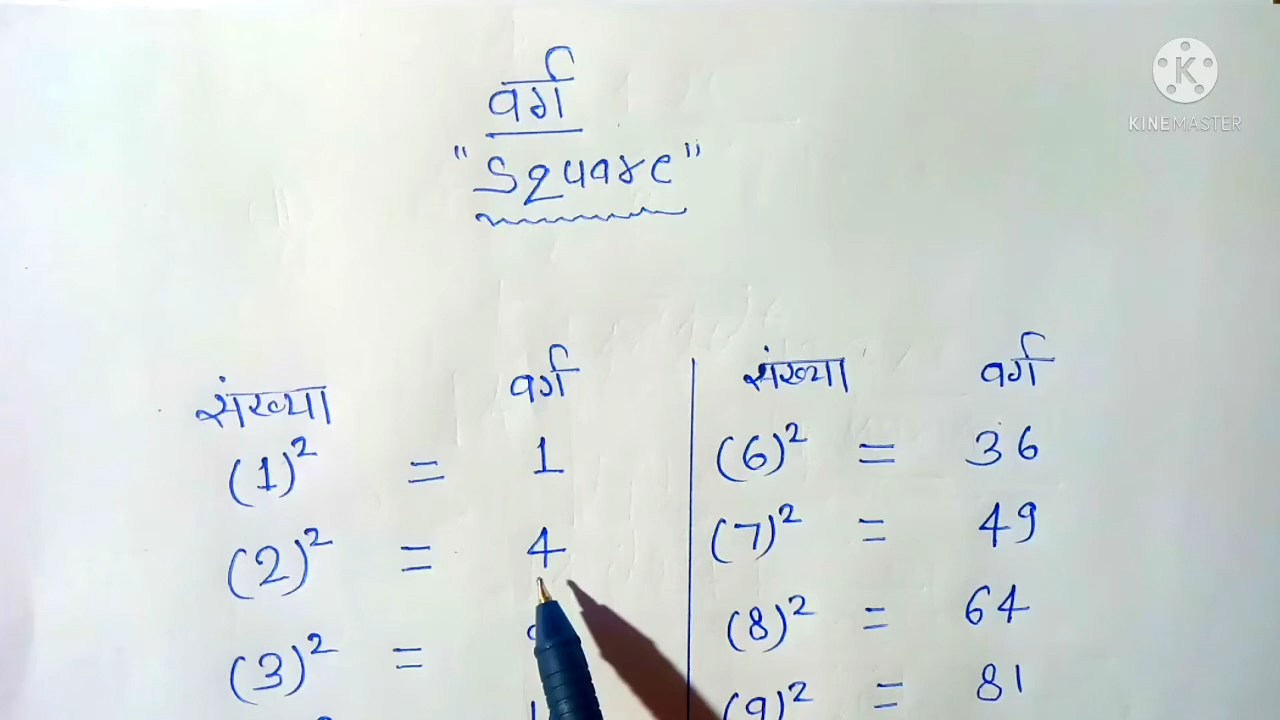 वर्ग
"Square"
K
KINEMASTER
संख्या वर्ग
(1)² = 1
(2)² = 4
(3)² =
संख्या वर्ग
(6)² = 36
(7)² = 49
(8)² = 64
(9)² = 81